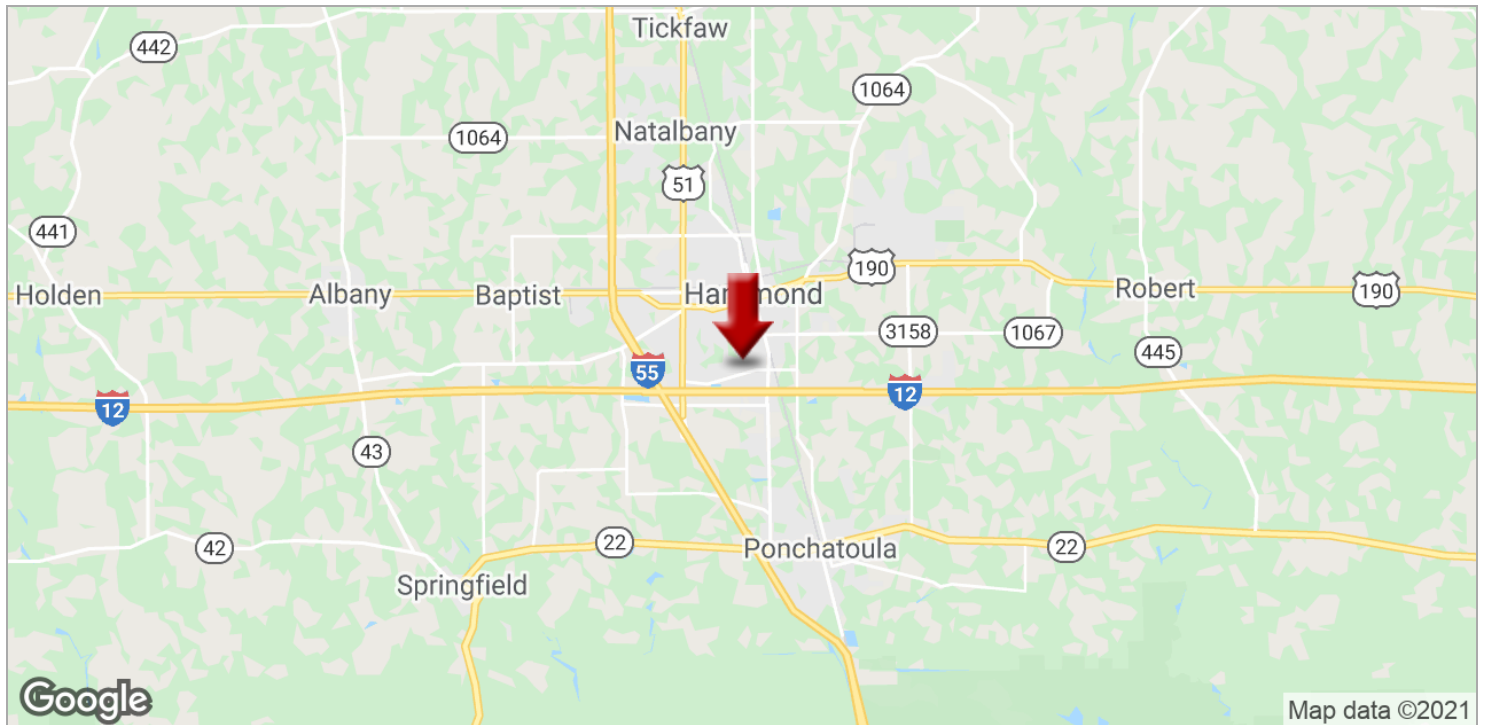 Tickfaw
442
1064
1064
Natalbany
51
441
190
Holden
Albany
Baptist
Hammond
Robert
190
3158
1067
445
55
12
12
43
42
22
Ponchatoula
22
Springfield
Google
Map data ©2021